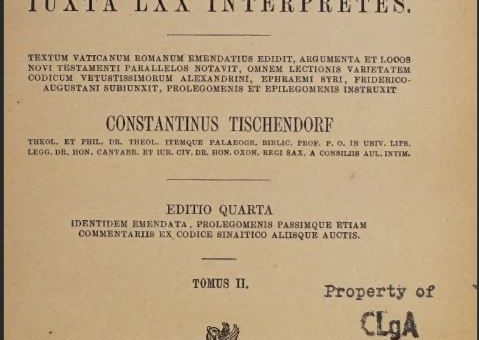 IUXTA LXX INTERPRETES.
TEXTUM VATICANUM ROMANUM EMENDATIUS EDIDIT, ARGUMENTA ET LOCOS
NOVI TESTAMENTI PARALLELOS NOTAVIT, OMNEM LECTIONIS VARIETATEM
CODICUM VETUSTISSIMORUM ALEXANDRINI, EPHRAEMI SYRI, FRIDERICO-
AUGUSTANI SUBIUNXIT, PROLEGOMENIS ET EPILEGOMENIS INSTRUXIT
CONSTANTINUS TISCHENDORF
THEOL. ET PHIL. DR. THEOL. ITEMQUE PALAEOGR. BIBLIC. PROF. P. O. IN UNIV. LIPS.
LEGG. DR. HON. CANTABR. ET IUR. CIV. DR. HON. OXON. REGI SAX. A CONSILIIS AUL. INTIM.
EDITIO QUARTA
IDENTIDEM EMENDATA, PROLEGOMENIS PASSIMQUE ETIAM
COMMENTARIIS EX CODICE SINAITICO ALIISQUE AUCTIS.
TOMUS II.
Property of
CLgA